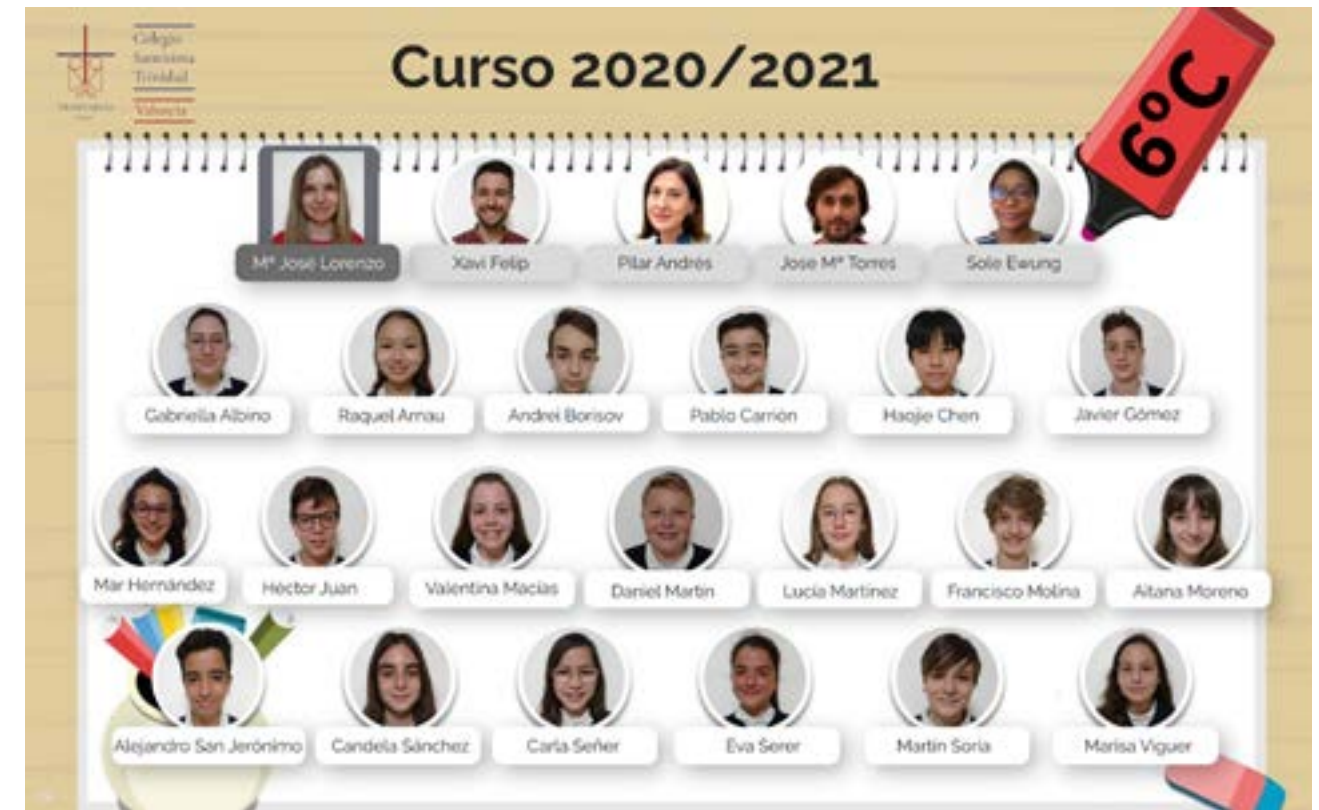 Colegio
Santísima
Trinidad
Valencia
Curso 2020/2021
6ºC
Mª José Lorenzo
Xavi Felip
Pilar Andrés
Jose Mª Torres
Sole Ewung
Gabriella Albino
Raquel Arnau
Andrei Borisov
Pablo Carrión
Haojie Chen
Javier Gómez
Mar Hernández
Héctor Juan
Valentina Macías
Daniel Martín
Lucía Martínez
Francisco Molina
Aitana Moreno
Alejandro San Jerónimo
Candela Sánchez
Carla Señer
Eva Serer
Martín Soria
Marisa Viguer